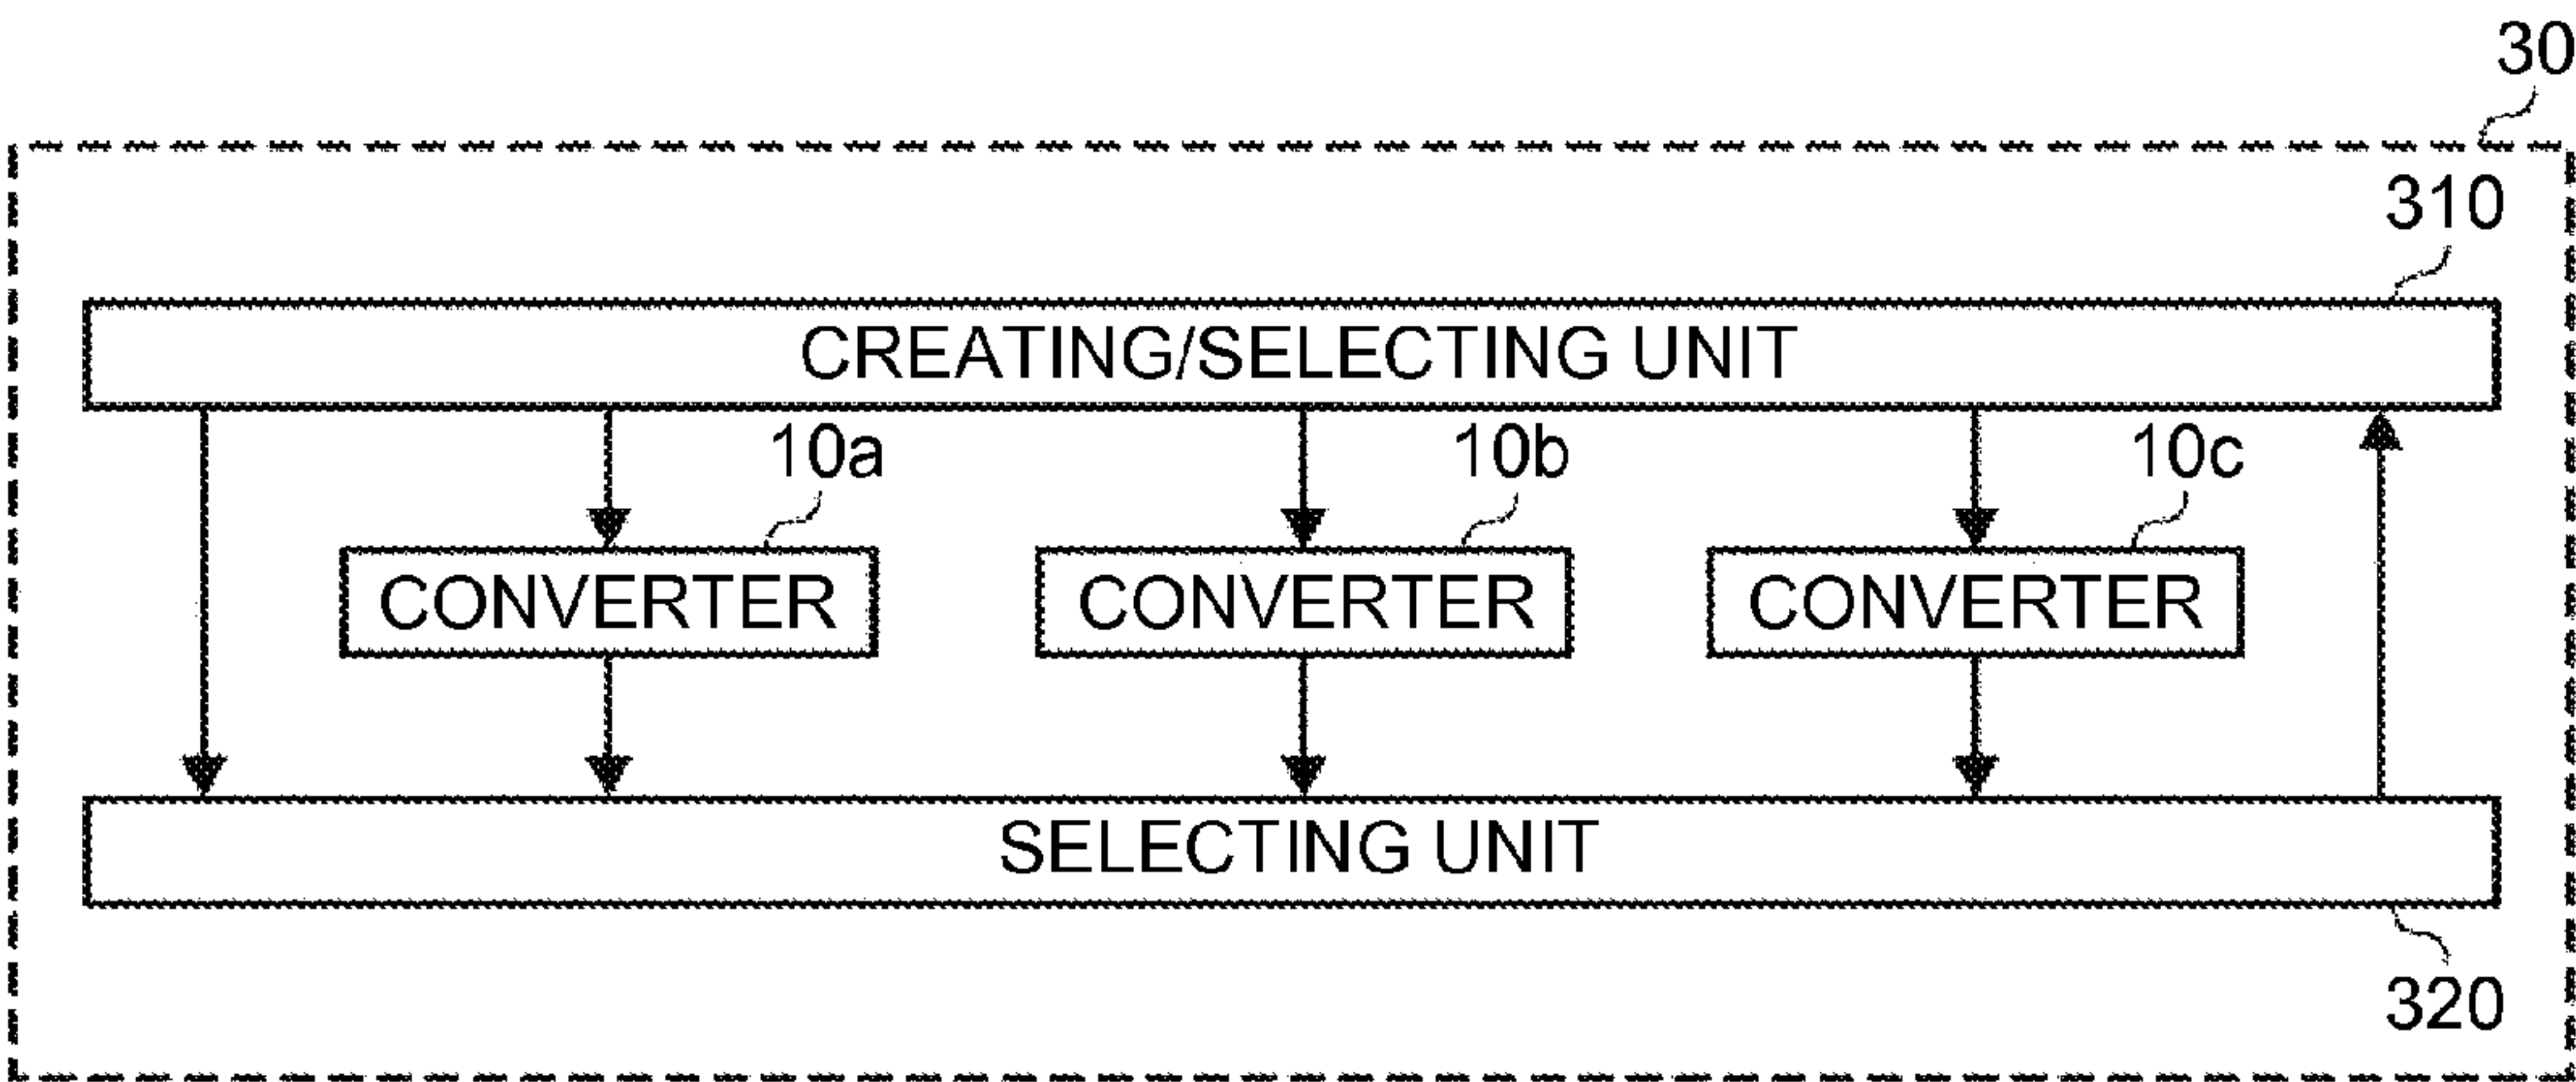 30
310
CREATING/SELECTING UNIT
10a
10b
10c
CONVERTER
CONVERTER
CONVERTER
SELECTING UNIT
320